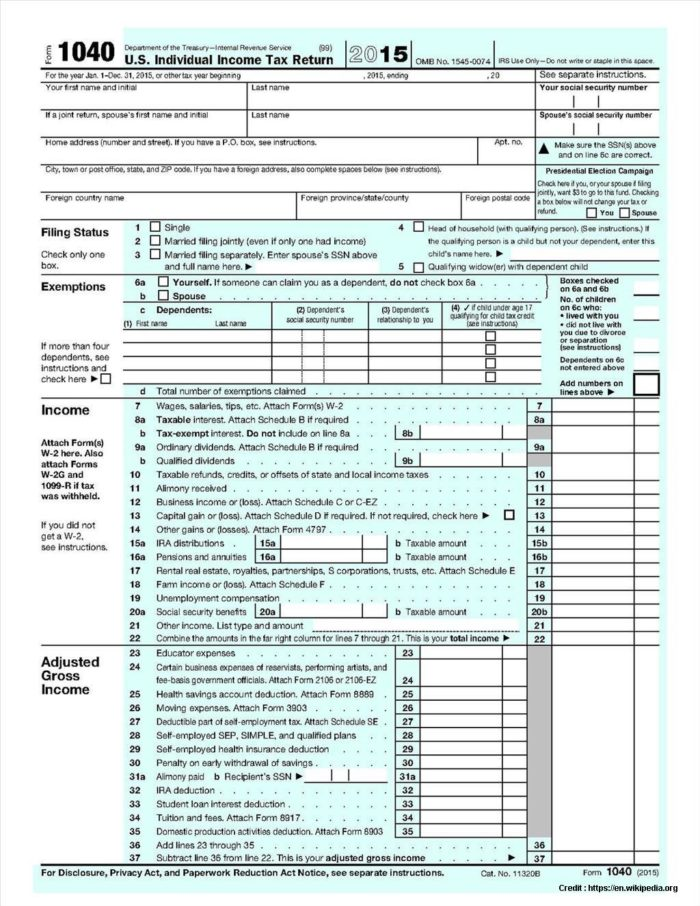 Form 1040 Department of the Treasury—Internal Revenue Service (99)
U.S. Individual Income Tax Return 2015 OMB No. 1545-0074 IRS Use Only—Do not write or staple in this space.
For the year Jan. 1–Dec. 31, 2015, or other tax year beginning , 2015, ending , 20 See separate instructions.
Your first name and initial Last name Your social security number
If a joint return, spouse's first name and initial Last name Spouse's social security number
Home address (number and street). If you have a P.O. box, see instructions. Apt. no.
▲ Make sure the SSN(s) above
and on line 6c are correct.
City, town or post office, state, and ZIP code. If you have a foreign address, also complete spaces below (see instructions).
Foreign country name Foreign province/state/county Foreign postal code
Presidential Election Campaign
Check here if you, or your spouse if filing
jointly, want $3 to go to this fund. Checking
a box below will not change your tax or
refund. You Spouse
Filing Status
Check only one
box.
1 Single
2 Married filing jointly (even if only one had income)
3 Married filing separately. Enter spouse's SSN above
and full name here. ▶
4 Head of household (with qualifying person). (See instructions.) If
the qualifying person is a child but not your dependent, enter this
child's name here. ▶
5 Qualifying widow(er) with dependent child
Exemptions
6a Yourself. If someone can claim you as a dependent, do not check box 6a
b Spouse
c Dependents:
(1) First name Last name
(2) Dependent's
social security number
(3) Dependent's
relationship to you
(4) ✓ if child under age 17
qualifying for child tax credit
(see instructions)
If more than four
dependents, see
instructions and
check here ▶
d Total number of exemptions claimed
Boxes checked
on 6a and 6b
No. of children
on 6c who:
• lived with you
• did not live with
you due to divorce
or separation
(see instructions)
Dependents on 6c
not entered above
Add numbers on
lines above ▶
Income
Attach Form(s)
W-2 here. Also
attach Forms
W-2G and
1099-R if tax
was withheld.
If you did not
get a W-2,
see instructions.
7 Wages, salaries, tips, etc. Attach Form(s) W-2 7
8a Taxable interest. Attach Schedule B if required 8a
b Tax-exempt interest. Do not include on line 8a 8b
9a Ordinary dividends. Attach Schedule B if required 9a
b Qualified dividends 9b
10 Taxable refunds, credits, or offsets of state and local income taxes 10
11 Alimony received 11
12 Business income or (loss). Attach Schedule C or C-EZ 12
13 Capital gain or (loss). Attach Schedule D if required. If not required, check here ▶ 13
14 Other gains or (losses). Attach Form 4797 14
15a IRA distributions 15a b Taxable amount 15b
16a Pensions and annuities 16a b Taxable amount 16b
17 Rental real estate, royalties, partnerships, S corporations, trusts, etc. Attach Schedule E 17
18 Farm income or (loss). Attach Schedule F 18
19 Unemployment compensation 19
20a Social security benefits 20a b Taxable amount 20b
21 Other income. List type and amount 21
22 Combine the amounts in the far right column for lines 7 through 21. This is your total income ▶ 22
Adjusted
Gross
Income
23 Educator expenses 23
24 Certain business expenses of reservists, performing artists, and
fee-basis government officials. Attach Form 2106 or 2106-EZ 24
25 Health savings account deduction. Attach Form 8889 25
26 Moving expenses. Attach Form 3903 26
27 Deductible part of self-employment tax. Attach Schedule SE 27
28 Self-employed SEP, SIMPLE, and qualified plans 28
29 Self-employed health insurance deduction 29
30 Penalty on early withdrawal of savings 30
31a Alimony paid b Recipient's SSN ▶ 31a
32 IRA deduction 32
33 Student loan interest deduction 33
34 Tuition and fees. Attach Form 8917 34
35 Domestic production activities deduction. Attach Form 8903 35
36 Add lines 23 through 35 36
37 Subtract line 36 from line 22. This is your adjusted gross income ▶ 37
For Disclosure, Privacy Act, and Paperwork Reduction Act Notice, see separate instructions. Cat. No. 11320B Form 1040 (2015)
Credit : https://en.wikipedia.org